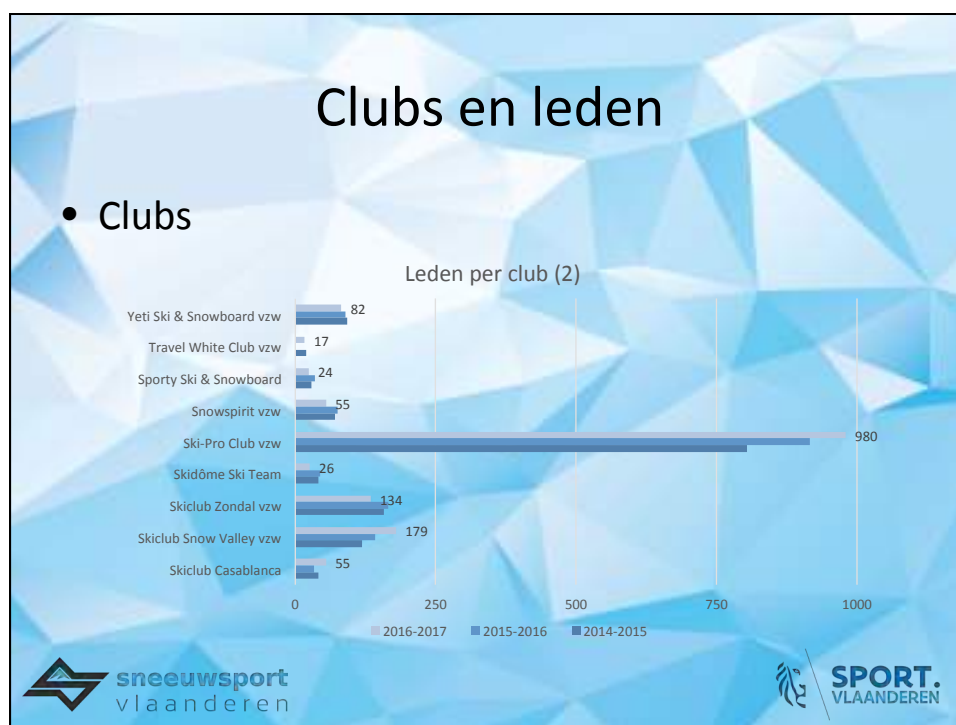 Clubs en leden
• Clubs
Leden per club (2)
Yeti Ski & Snowboard vzw
82
Travel White Club vzw
17
Sporty Ski & Snowboard
24
Snowspirit vzw
55
Ski-Pro Club vzw
980
Skidôme Ski Team
26
Skiclub Zondal vzw
134
Skiclub Snow Valley vzw
179
Skiclub Casablanca
55
0 250 500 750 1000
2016-2017 2015-2016 2014-2015
sneeuwsport
vlaanderen
SPORT.
VLAANDEREN